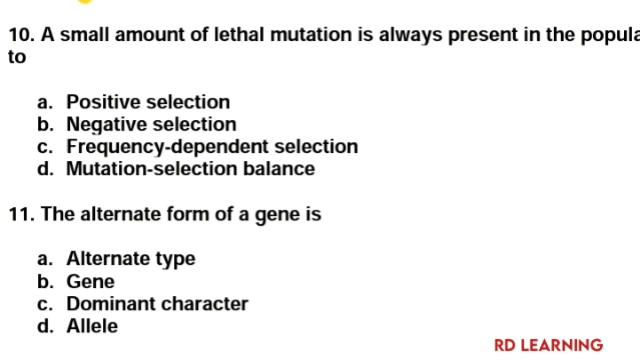 10. A small amount of lethal mutation is always present in the
to
a. Positive selection
b. Negative selection
c. Frequency-dependent selection
d. Mutation-selection balance
11. The alternate form of a gene is
a. Alternate type
b. Gene
c. Dominant character
d. Allele
RD LEARNING